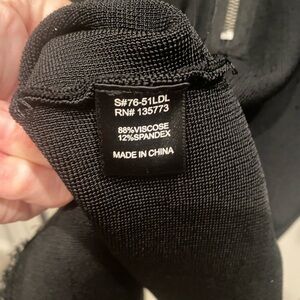 S#76-51LDL
RN# 135773
88%VISCOSE
12%SPANDEX
MADE IN CHINA